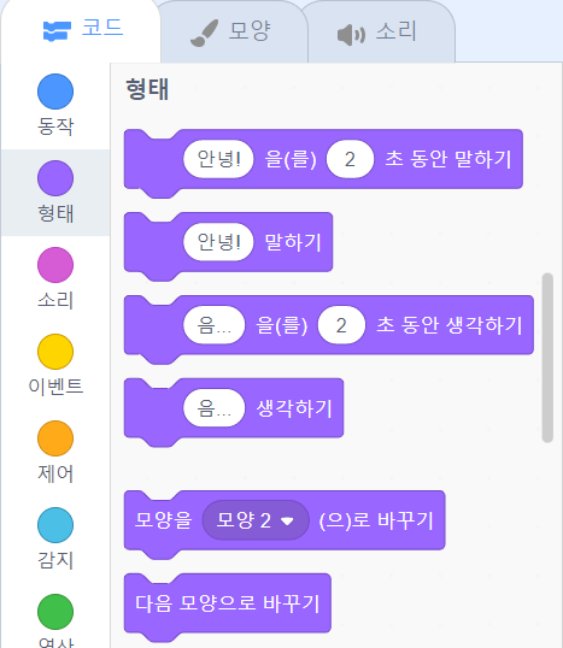 코드 모양 소리
동작
형태
소리
이벤트
제어
감지
연산
형태
안녕! 을(를) 2 초 동안 말하기
안녕! 말하기
음... 을(를) 2 초 동안 생각하기
음... 생각하기
모양을 모양 2 (으)로 바꾸기
다음 모양으로 바꾸기